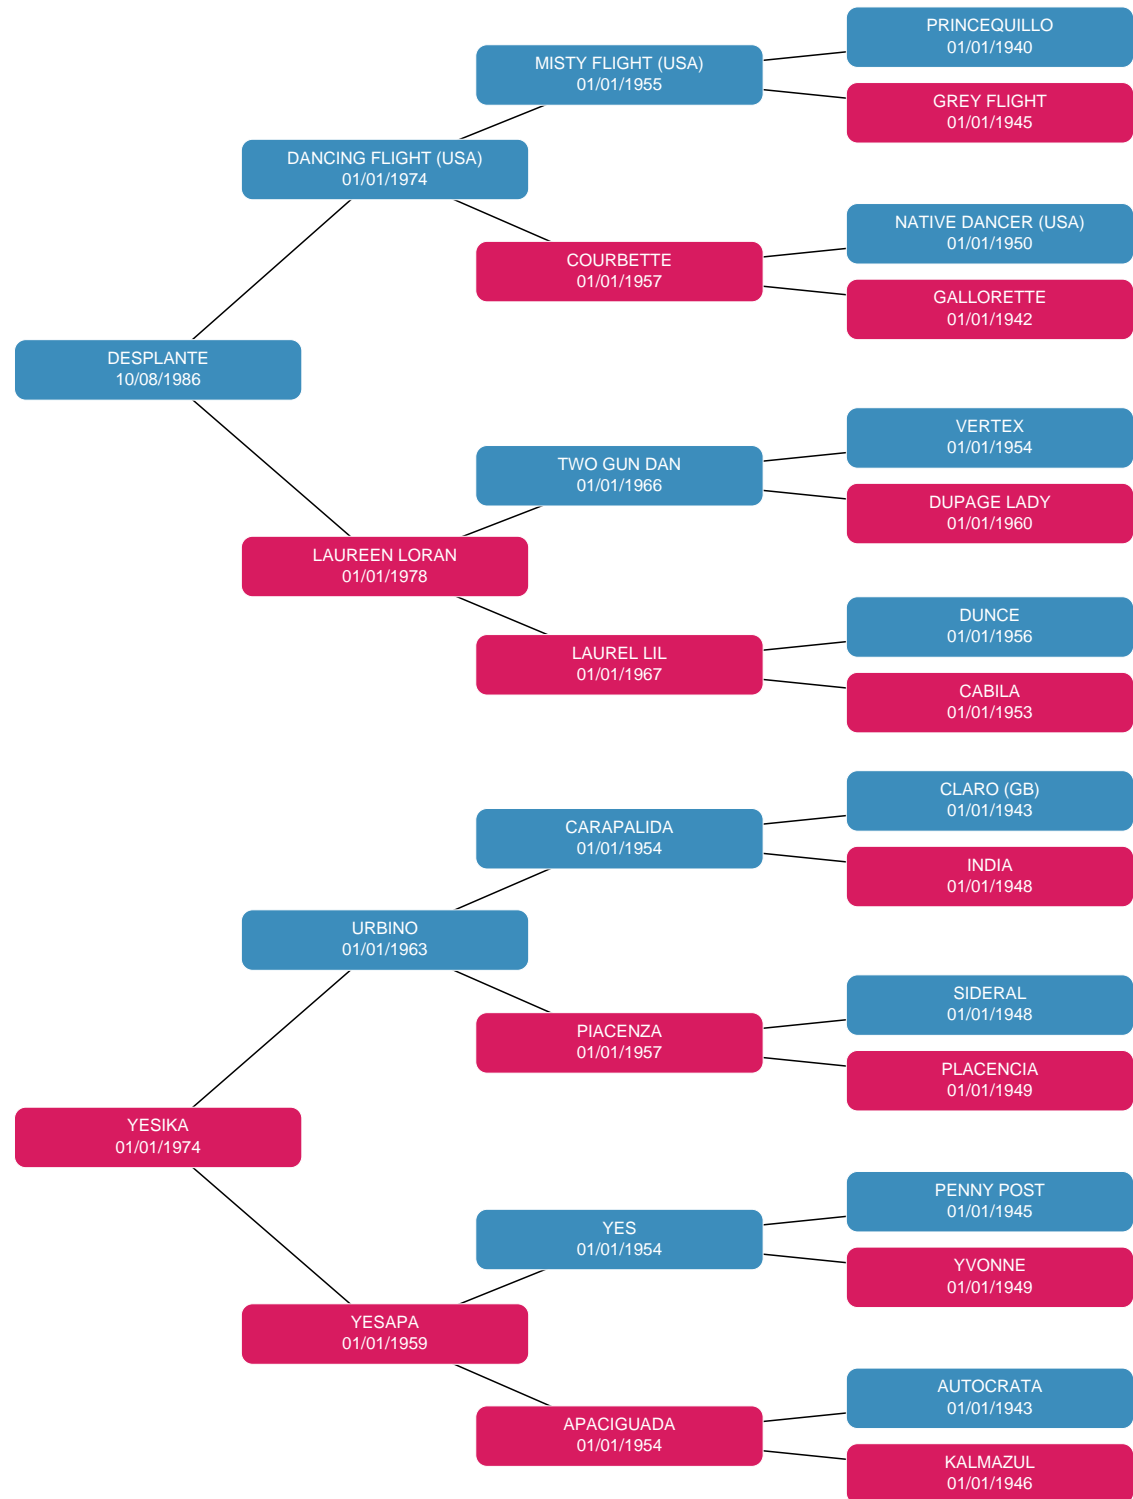 PRINCEQUILLO
01/01/1940
MISTY FLIGHT (USA)
01/01/1955
GREY FLIGHT
01/01/1945
DANCING FLIGHT (USA)
01/01/1974
NATIVE DANCER (USA)
01/01/1950
COURBETTE
01/01/1957
GALLORETTE
01/01/1942
DESPLANTE
10/08/1986
VERTEX
01/01/1954
TWO GUN DAN
01/01/1966
DUPAGE LADY
01/01/1960
LAUREEN LORAN
01/01/1978
DUNCE
01/01/1956
LAUREL LIL
01/01/1967
CABILA
01/01/1953
CLARO (GB)
01/01/1943
CARAPALIDA
01/01/1954
INDIA
01/01/1948
URBINO
01/01/1963
SIDERAL
01/01/1948
PIACENZA
01/01/1957
PLACENCIA
01/01/1949
YESIKA
01/01/1974
PENNY POST
01/01/1945
YES
01/01/1954
YVONNE
01/01/1949
YESAPA
01/01/1959
AUTOCRATA
01/01/1943
APACIGUADA
01/01/1954
KALMAZUL
01/01/1946